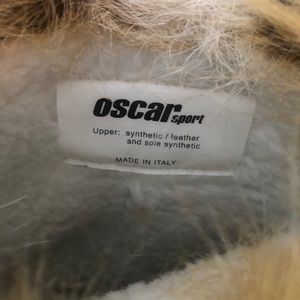 oscar sport
Upper: synthetic / leather
and sole synthetic
MADE IN ITALY